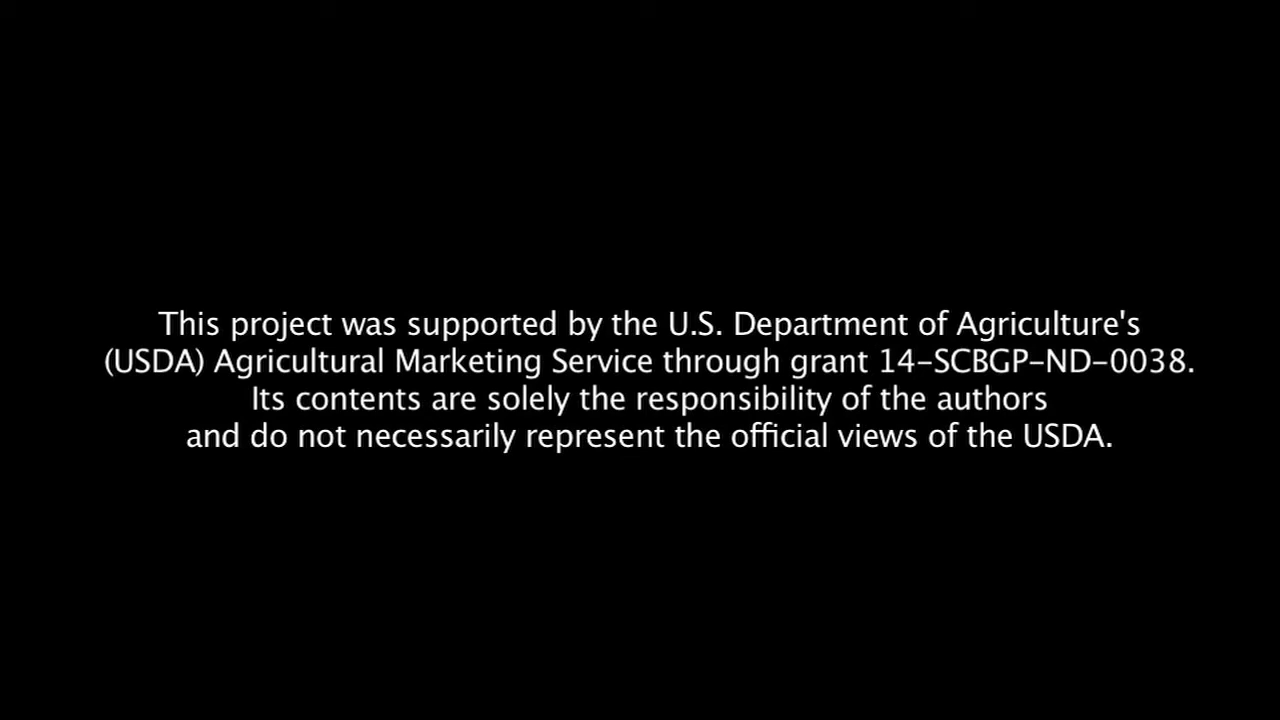 This project was supported by the U.S. Department of Agriculture's
(USDA) Agricultural Marketing Service through grant 14-SCBGP-ND-0038.
Its contents are solely the responsibility of the authors
and do not necessarily represent the official views of the USDA.